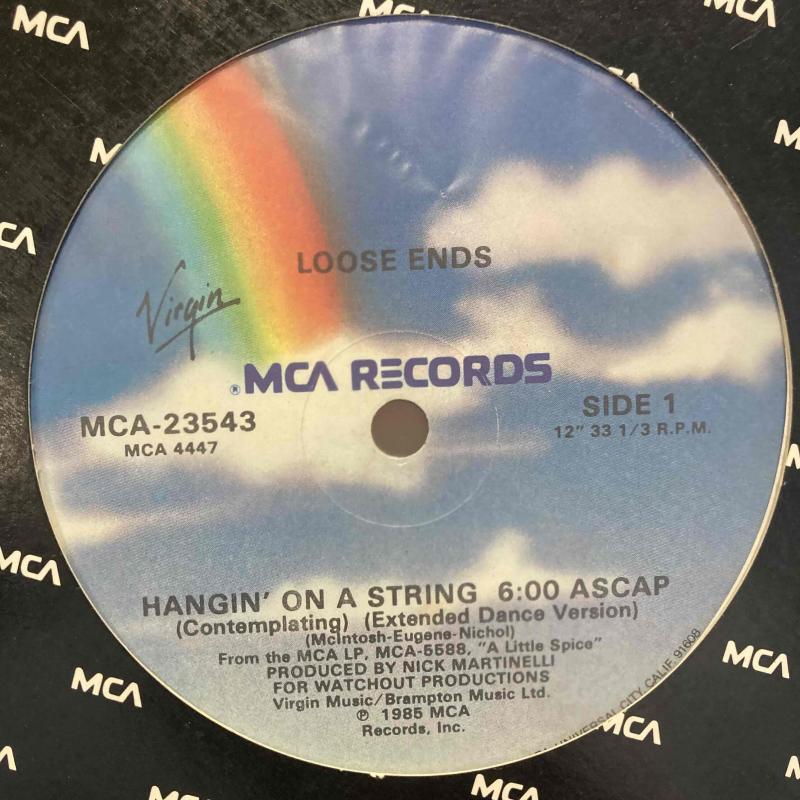 MCA
MCA
MCA
LOOSE ENDS
Virgin
®MCA RECORDS
MCA-23543
MCA 4447
SIDE 1
12" 33 1/3 R.P.M.
HANGIN' ON A STRING 6:00 ASCAP
(Contemplating) (Extended Dance Version)
(McIntosh-Eugene-Nichol)
From the MCA LP, MCA-5588, "A Little Spice"
PRODUCED BY NICK MARTINELLI
FOR WATCHOUT PRODUCTIONS
Virgin Music/Brampton Music Ltd.
℗ 1985 MCA
Records, Inc.
UNIVERSAL CITY, CALIF. 91608
MCA
MCA
MCA
MCA
MCA